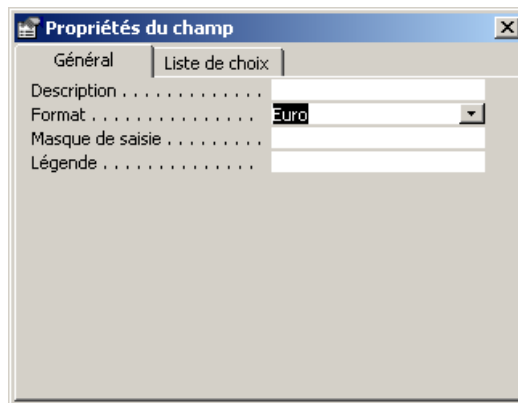 Propriétés du champ
Général Liste de choix
Description . . . . . . . . . . . . .
Format . . . . . . . . . . . . . . . Euro
Masque de saisie . . . . . . . . .
Légende . . . . . . . . . . . . . .